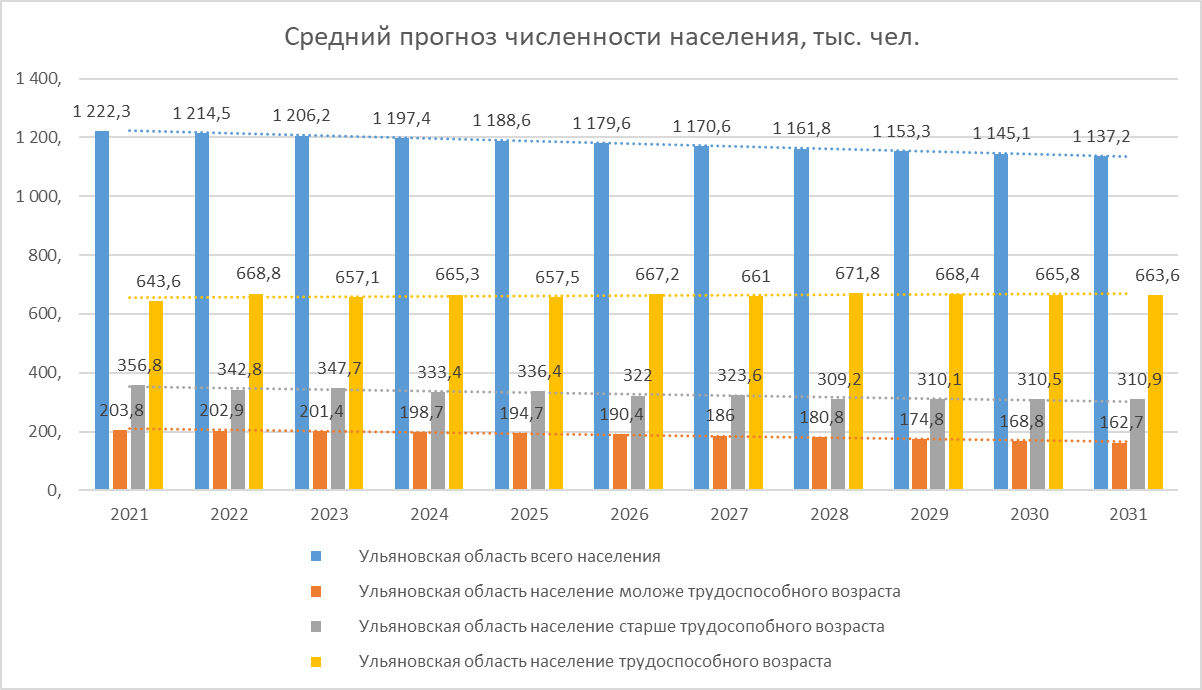 Средний прогноз численности населения, тыс. чел.
1 400,
1 200,
1 000,
800,
600,
400,
200,
0,
1 222,3 1 214,5 1 206,2 1 197,4 1 188,6 1 179,6 1 170,6 1 161,8 1 153,3 1 145,1 1 137,2
643,6 668,8 657,1 665,3 657,5 667,2 661 671,8 668,4 665,8 663,6
356,8 342,8 347,7 333,4 336,4 322 323,6 309,2 310,1 310,5 310,9
203,8 202,9 201,4 198,7 194,7 190,4 186 180,8 174,8 168,8 162,7
2021 2022 2023 2024 2025 2026 2027 2028 2029 2030 2031
Ульяновская область всего населения
Ульяновская область население моложе трудоспособного возраста
Ульяновская область население старше трудосопобного возраста
Ульяновская область население трудоспособного возраста